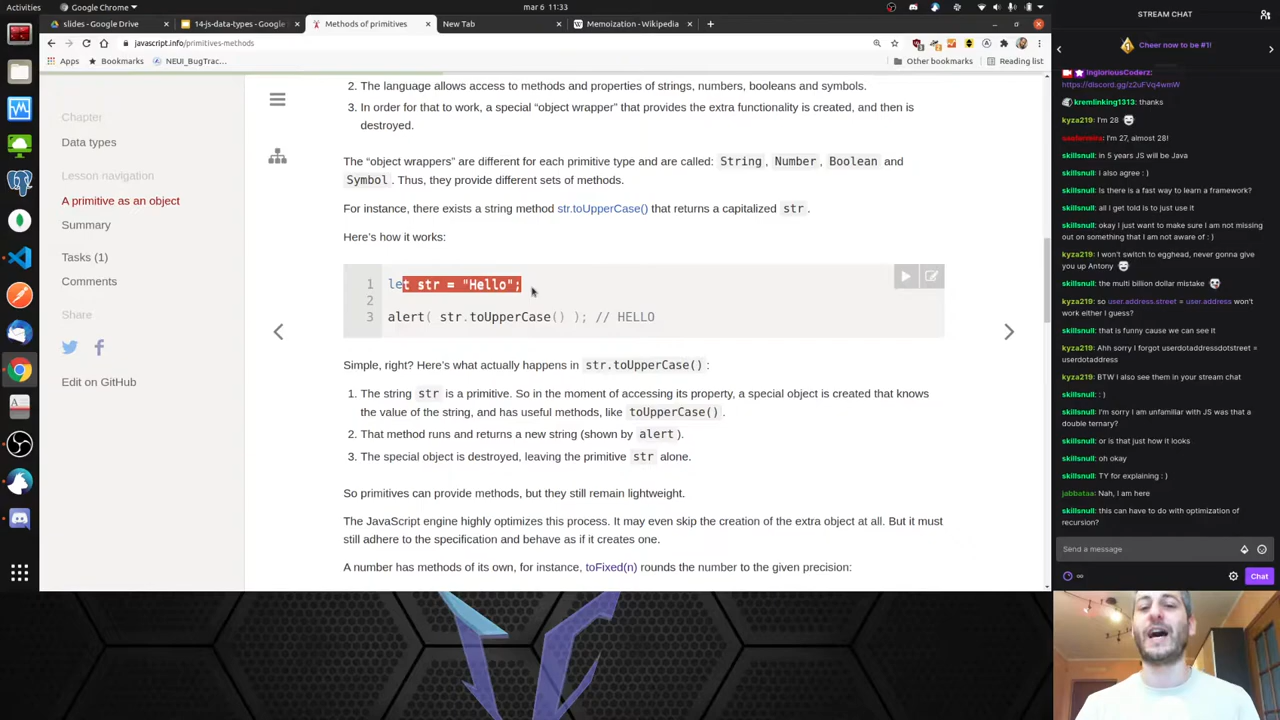 Activities
Google Chrome
mar 6 11:33
slides - Google Drive
14-js-data-types - Google
Methods of primitives
New Tab
Memoization - Wikipedia
javascript.info/primitives-methods
Apps
Bookmarks
NEUI_BugTrac...
Other bookmarks
Reading list
Chapter
Data types
Lesson navigation
A primitive as an object
Summary
Tasks (1)
Comments
Share
Edit on GitHub
2. The language allows access to methods and properties of strings, numbers, booleans and symbols.
3. In order for that to work, a special “object wrapper” that provides the extra functionality is created, and then is
destroyed.
The “object wrappers” are different for each primitive type and are called: String, Number, Boolean and
Symbol. Thus, they provide different sets of methods.
For instance, there exists a string method str.toUpperCase() that returns a capitalized str.
Here’s how it works:
1 let str = "Hello";
2
3 alert( str.toUpperCase() ); // HELLO
Simple, right? Here’s what actually happens in str.toUpperCase():
1. The string str is a primitive. So in the moment of accessing its property, a special object is created that knows
the value of the string, and has useful methods, like toUpperCase().
2. That method runs and returns a new string (shown by alert).
3. The special object is destroyed, leaving the primitive str alone.
So primitives can provide methods, but they still remain lightweight.
The JavaScript engine highly optimizes this process. It may even skip the creation of the extra object at all. But it must
still adhere to the specification and behave as if it creates one.
A number has methods of its own, for instance, toFixed(n) rounds the number to the given precision:
STREAM CHAT
Cheer now to be #1!
IngloriousCoderz:
https://discord.gg/z2uFVq4wmW
kremlinking1313: thanks
kyza219: I'm 28
I'm 27, almost 28!
skillsnull: in 5 years JS will be Java
skillsnull: I also agree : )
skillsnull: Is there is a fast way to learn a framework?
skillsnull: all I get told is to just use it
skillsnull: okay I just want to make sure I am not missing
out on something that I am not aware of : )
kyza219: I won't switch to egghead, never gonna give
you up Antony
skillsnull: the multi billion dollar mistake
kyza219: so user.address.street = user.address won't
work either I guess?
skillsnull: that is funny cause we can see it
kyza219: Ahh sorry I forgot userdotaddressdotstreet =
userdotaddress
kyza219: BTW I also see them in your stream chat
skillsnull: : )
skillsnull: I'm sorry I am unfamiliar with JS was that a
double ternary?
skillsnull: or is that just how it looks
skillsnull: oh okay
skillsnull: TY for explaining : )
jabbataa: Nah, I am here
skillsnull: this can have to do with optimization of
recursion?
Send a message
Chat